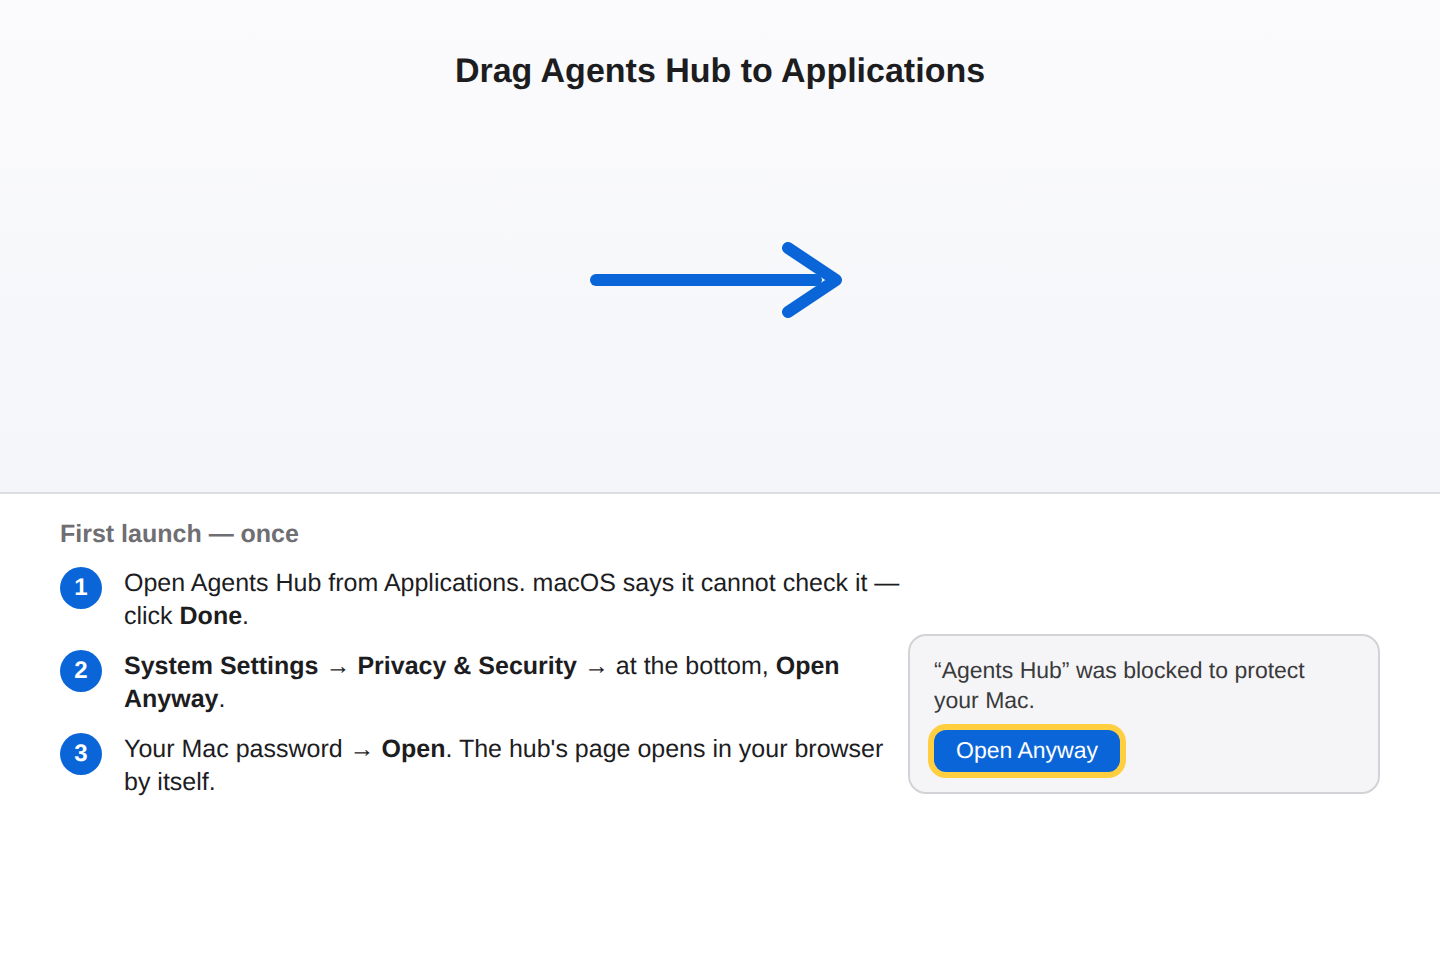 Drag Agents Hub to Applications
First launch — once
1
Open Agents Hub from Applications. macOS says it cannot check it —
click Done.
2
System Settings → Privacy & Security → at the bottom, Open
Anyway.
3
Your Mac password → Open. The hub's page opens in your browser
by itself.
“Agents Hub” was blocked to protect
your Mac.
Open Anyway